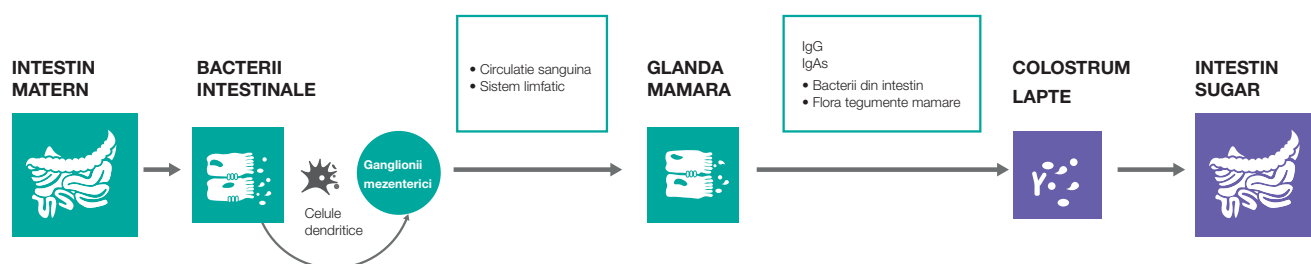 INTESTIN
MATERN
BACTERII
INTESTINALE
Celule
dendritice
Ganglionii
mezenterici
• Circulatie sanguina
• Sistem limfatic
GLANDA
MAMARA
IgG
IgAs
• Bacterii din intestin
• Flora tegumente mamare
COLOSTRUM
LAPTE
INTESTIN
SUGAR